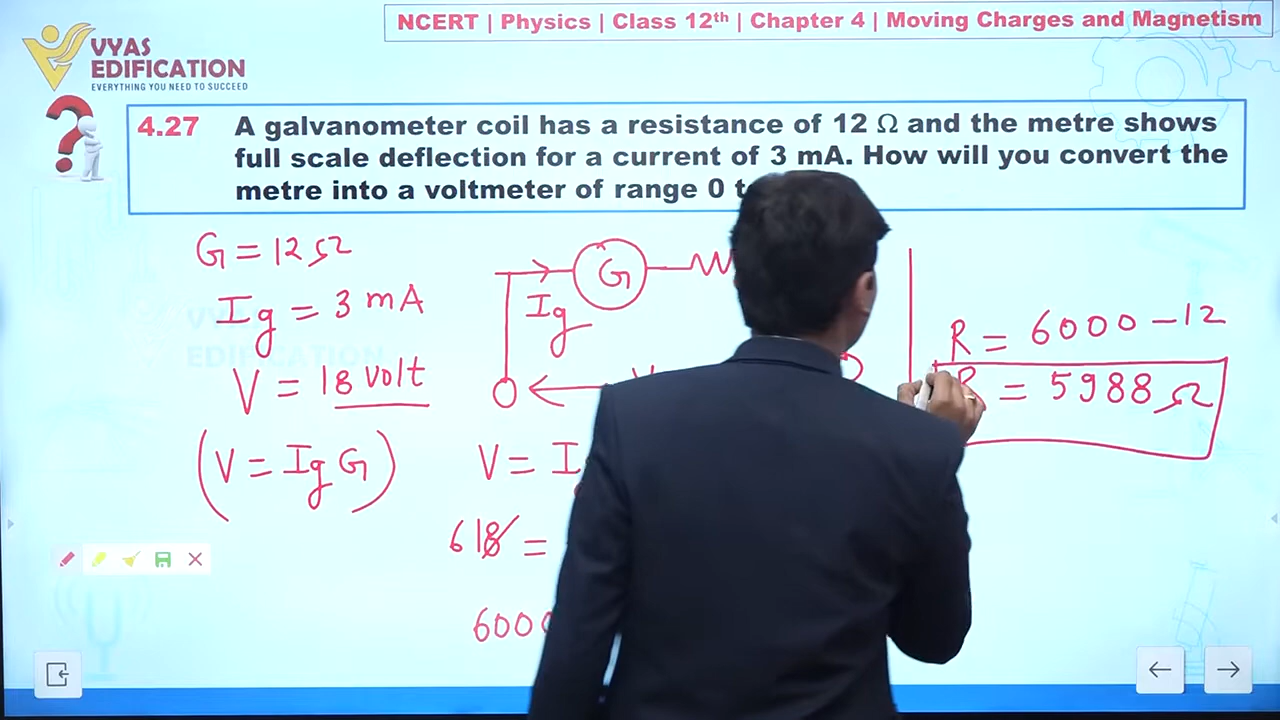 NCERT | Physics | Class 12th | Chapter 4 | Moving Charges and Magnetism
VYAS
EDIFICATION
EVERYTHING YOU NEED TO SUCCEED
4.27 A galvanometer coil has a resistance of 12 Ω and the metre shows
full scale deflection for a current of 3 mA. How will you convert the
metre into a voltmeter of range 0
G = 12 Ω
Ig = 3 mA
V = 18 volt
(V = Ig G)
G
Ig
V = I
618 =
600
R = 6000 - 12
R = 5988 Ω